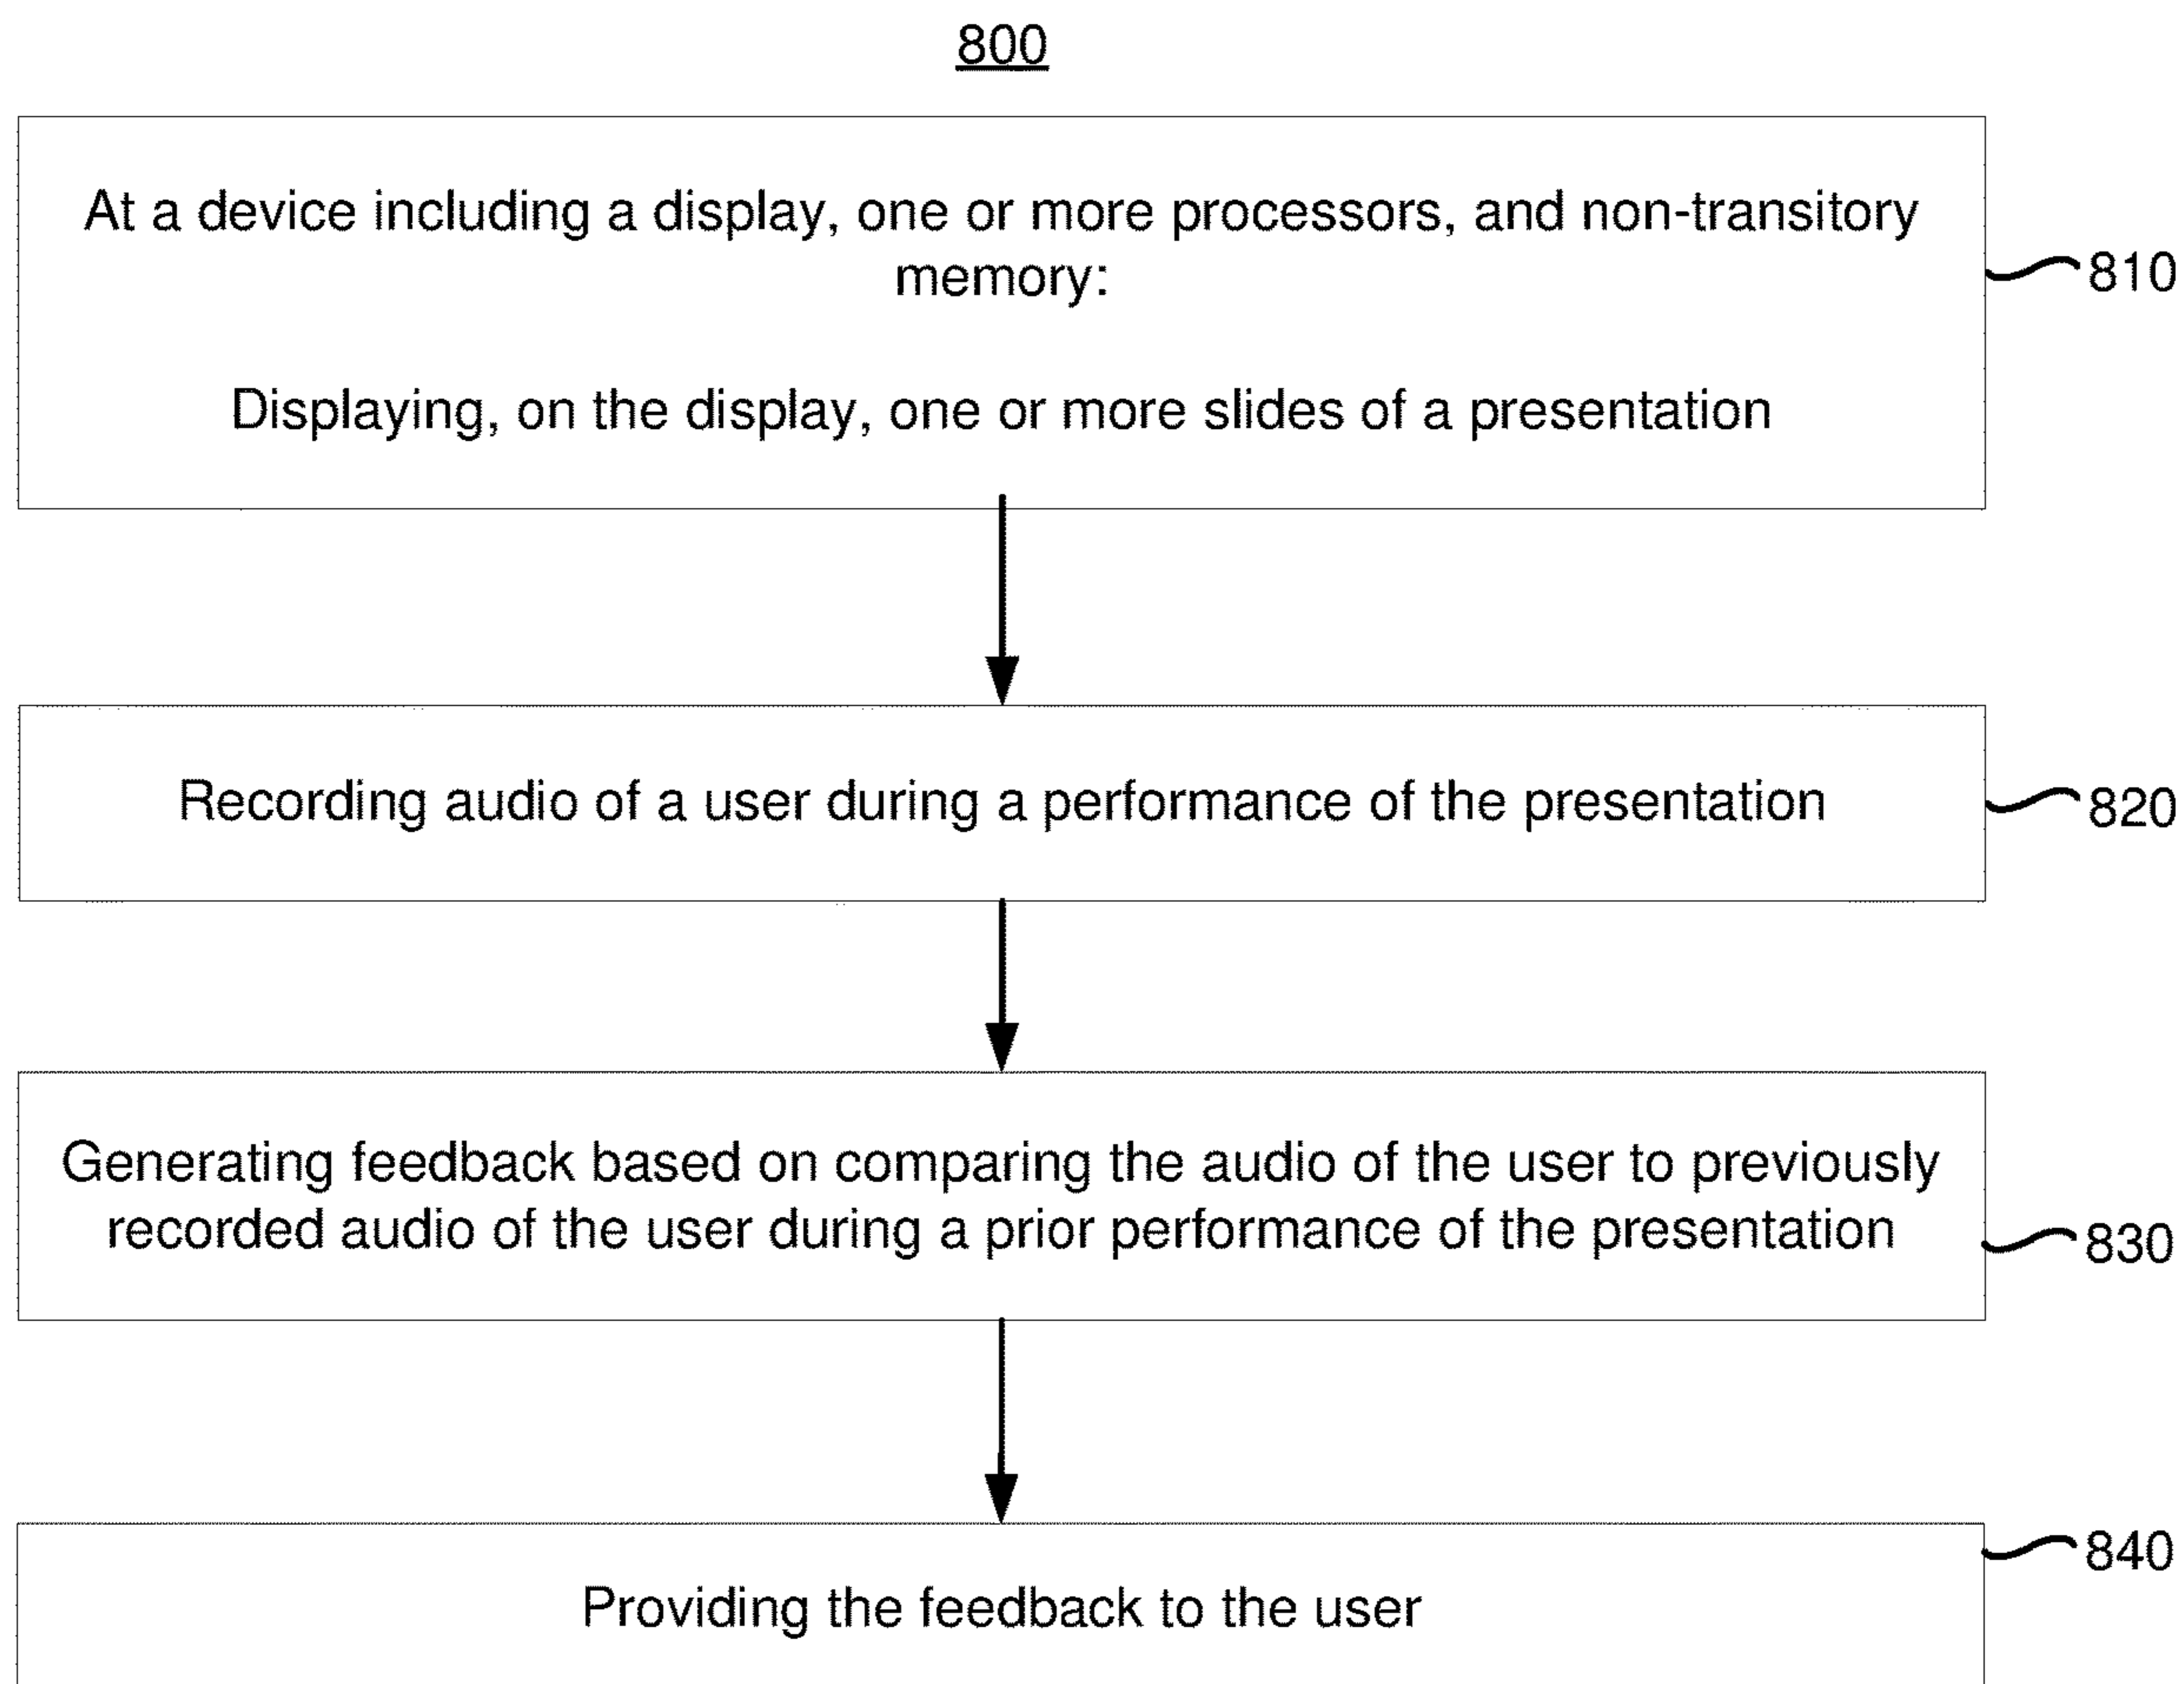 800
At a device including a display, one or more processors, and non-transitory
memory:
810
Displaying, on the display, one or more slides of a presentation
Recording audio of a user during a performance of the presentation
820
Generating feedback based on comparing the audio of the user to previously
recorded audio of the user during a prior performance of the presentation
830
840
Providing the feedback to the user